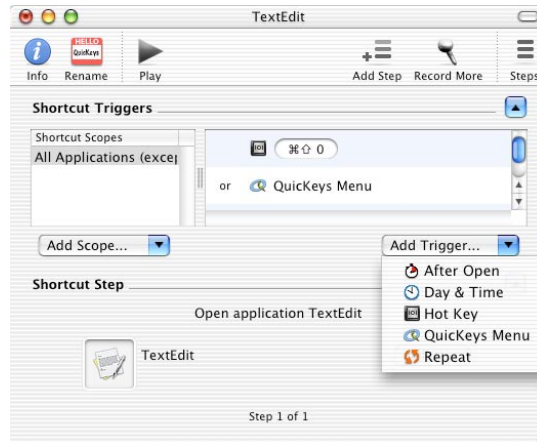 TextEdit
HELLO
QuicKeys
Info Rename Play Add Step Record More Steps
Shortcut Triggers
Shortcut Scopes
All Applications (excep
⌘⇧ 0
or QuicKeys Menu
Add Scope... Add Trigger...
After Open
Shortcut Step
Day & Time
Open application TextEdit
Hot Key
QuicKeys Menu
TextEdit
Repeat
Step 1 of 1